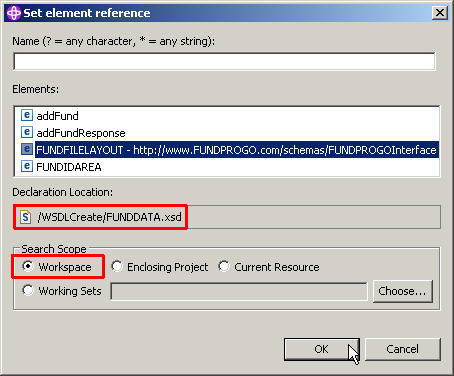 Set element reference
Name (? = any character, * = any string):
Elements:
addFund
addFundResponse
FUNDFILELAYOUT - http://www.FUNDPROGO.com/schemas/FUNDPROGOInterface
FUNDIDAREA
Declaration Location:
/WSDLCreate/FUNDDATA.xsd
Search Scope
Workspace Enclosing Project Current Resource
Working Sets Choose...
OK Cancel